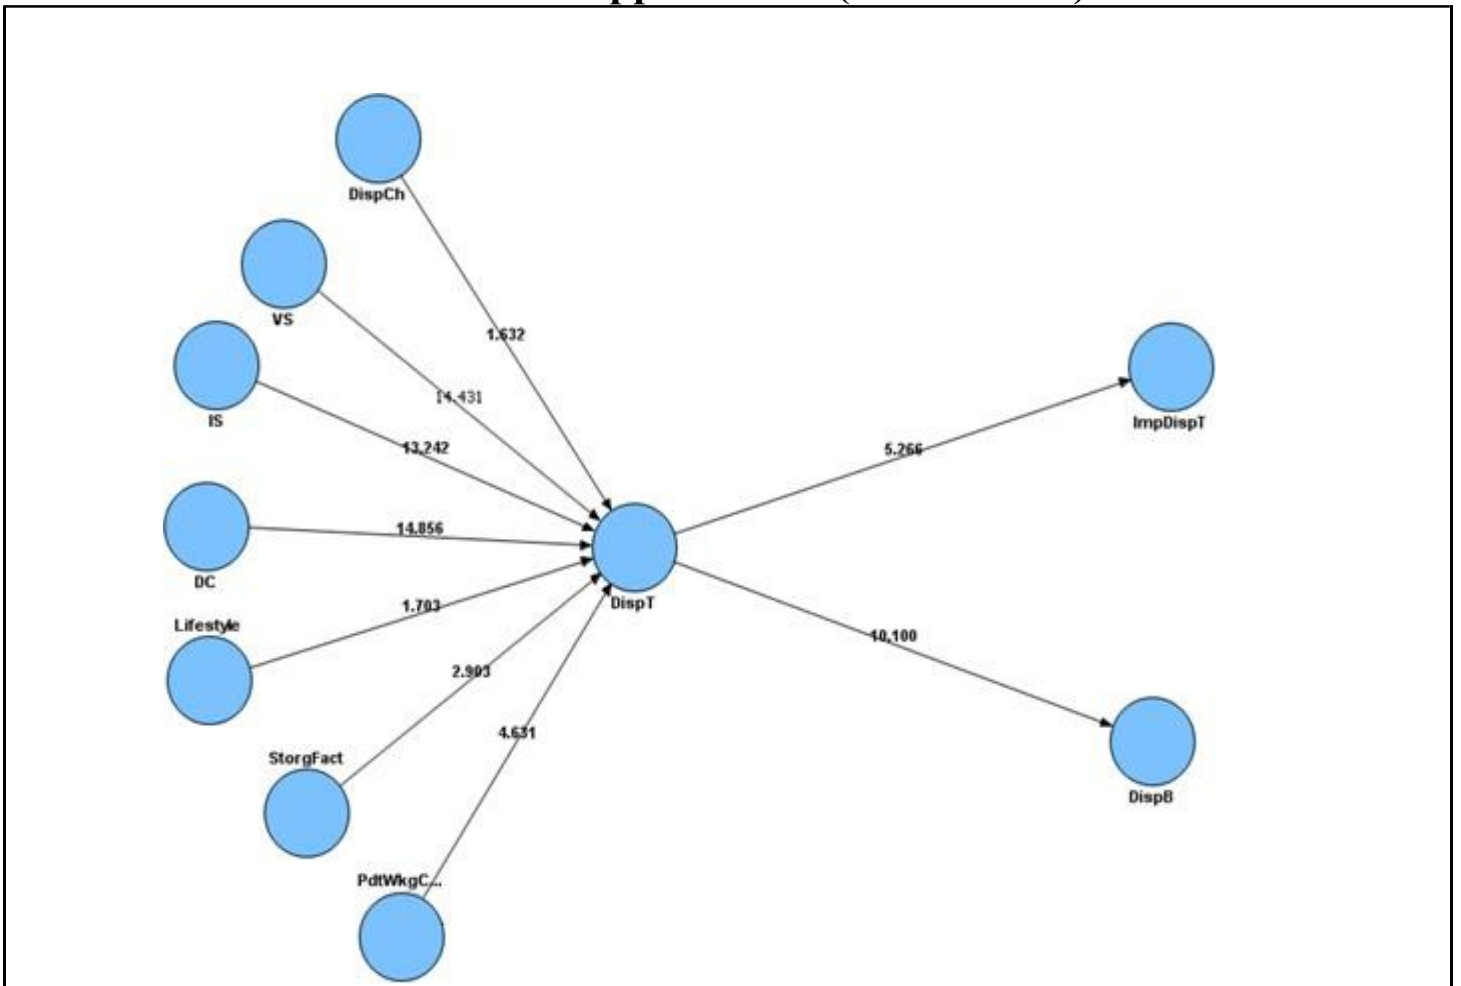 DispCh
VS
1.632
IS
14.431
ImpDispT
13.242
5.266
DC
14.856
DispT
Lifestyle
1.703
10.100
2.903
StorgFact
4.631
DispB
PdtWkgC...